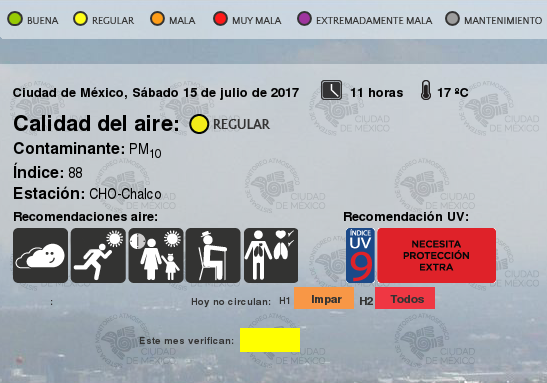 BUENA REGULAR MALA MUY MALA EXTREMADAMENTE MALA MANTENIMIENTO
Ciudad de México, Sábado 15 de julio de 2017 11 horas 17 ºC
Calidad del aire: REGULAR
Contaminante: PM10
Índice: 88
Estación: CHO-Chalco
Recomendaciones aire: Recomendación UV:
ÍNDICE
UV
9
NECESITA
PROTECCIÓN
EXTRA
: Hoy no circulan: H1 Impar H2 Todos
Este mes verifican:
CIUDAD
DE MÉXICO